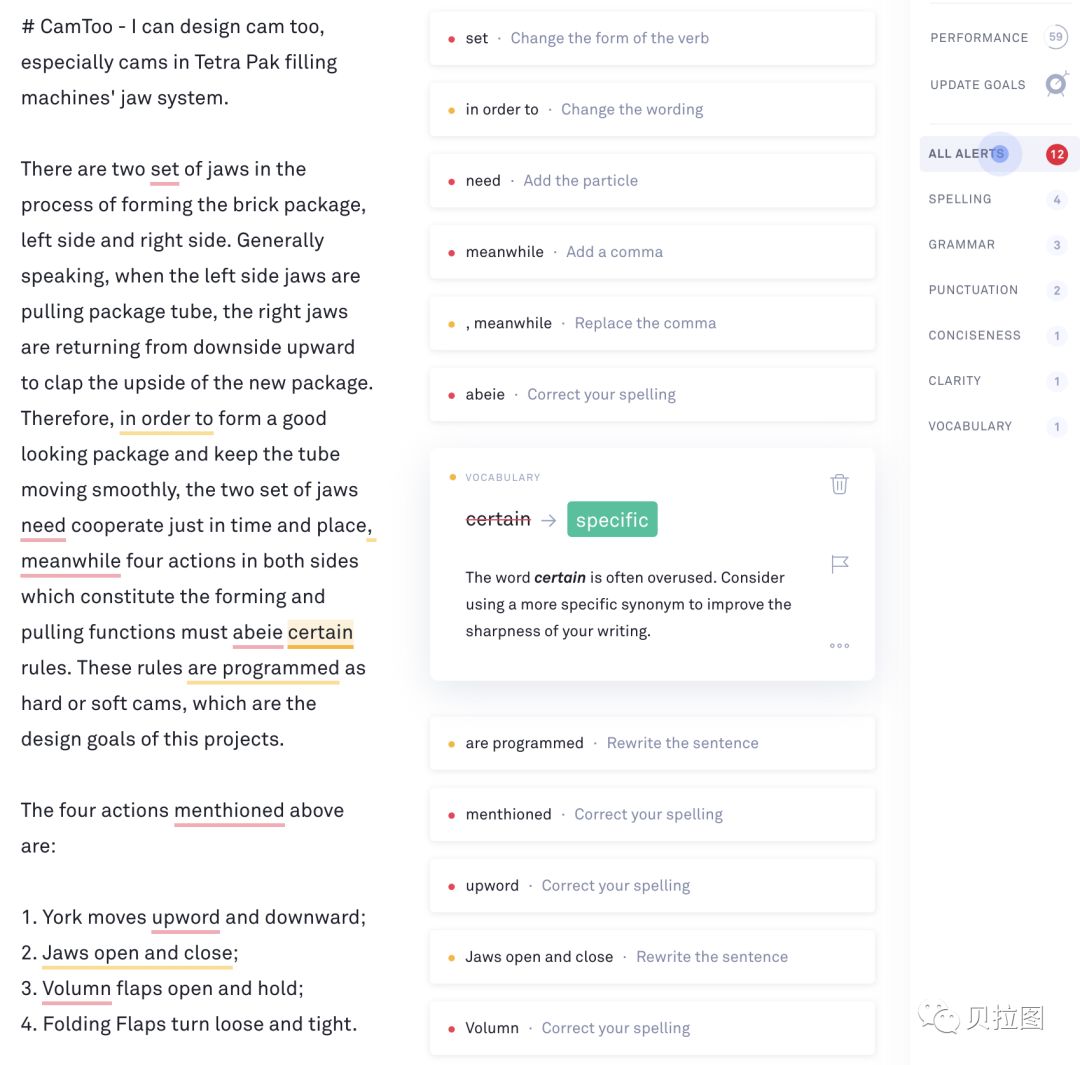 # CamToo - I can design cam too,
especially cams in Tetra Pak filling
machines' jaw system.
There are two set of jaws in the
process of forming the brick package,
left side and right side. Generally
speaking, when the left side jaws are
pulling package tube, the right jaws
are returning from downside upward
to clap the upside of the new package.
Therefore, in order to form a good
looking package and keep the tube
moving smoothly, the two set of jaws
need cooperate just in time and place,
meanwhile four actions in both sides
which constitute the forming and
pulling functions must abeie certain
rules. These rules are programmed as
hard or soft cams, which are the
design goals of this projects.
The four actions menthioned above
are:
1. York moves upword and downward;
2. Jaws open and close;
3. Volumn flaps open and hold;
4. Folding Flaps turn loose and tight.
set · Change the form of the verb
in order to · Change the wording
need · Add the particle
meanwhile · Add a comma
, meanwhile · Replace the comma
abeie · Correct your spelling
VOCABULARY
certain → specific
The word certain is often overused. Consider
using a more specific synonym to improve the
sharpness of your writing.
are programmed · Rewrite the sentence
menthioned · Correct your spelling
upword · Correct your spelling
Jaws open and close · Rewrite the sentence
Volumn · Correct your spelling
PERFORMANCE 59
UPDATE GOALS
ALL ALERTS 12
SPELLING 4
GRAMMAR 3
PUNCTUATION 2
CONCISENESS 1
CLARITY 1
VOCABULARY 1
贝拉图